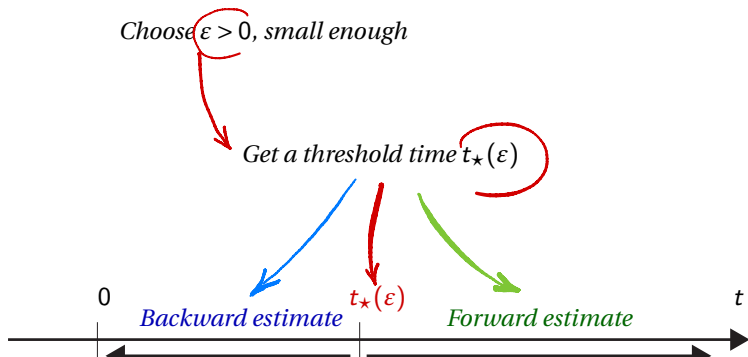 Choose ε > 0, small enough
Get a threshold time t⋆(ε)
0 t⋆(ε) t
Backward estimate Forward estimate